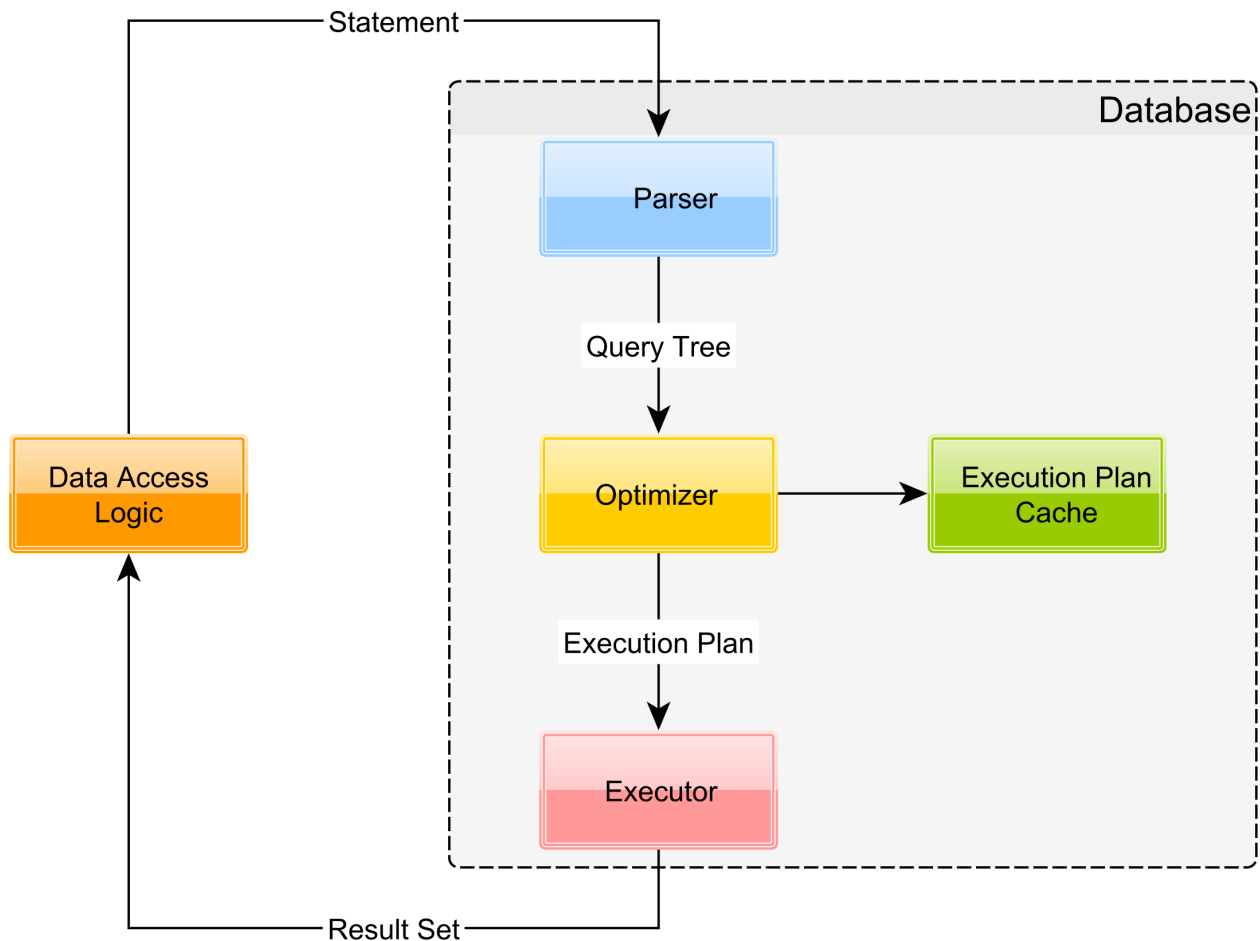 Statement
Database
Parser
Query Tree
Data Access
Logic
Optimizer
Execution Plan
Cache
Execution Plan
Executor
Result Set